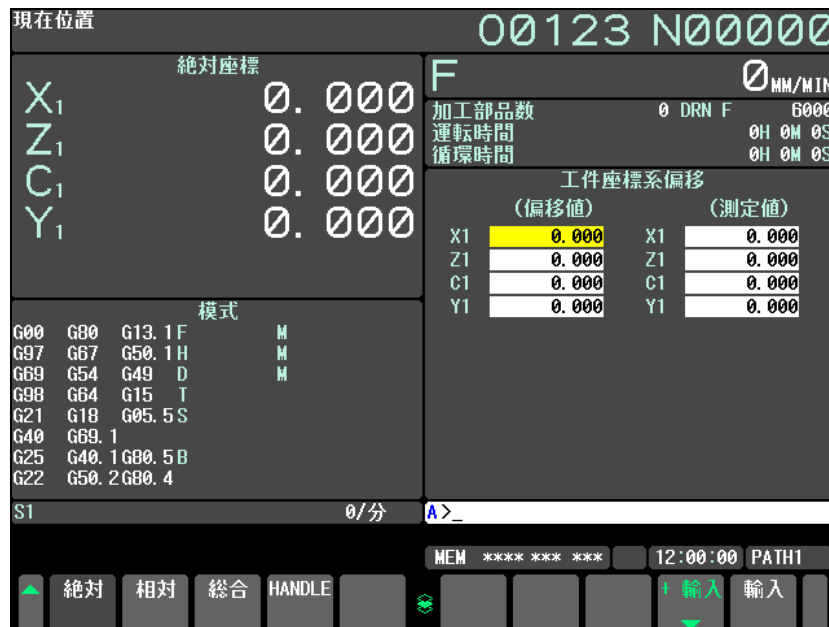 現在位置 O0123 N00000
絶対座標
X1 0.000
Z1 0.000
C1 0.000
Y1 0.000
F 0 MM/MIN
加工部品数 0 DRN F 6000
運転時間 0H 0M 0S
循環時間 0H 0M 0S
工件座標系偏移
(偏移値) (測定値)
X1 0.000 X1 0.000
Z1 0.000 Z1 0.000
C1 0.000 C1 0.000
Y1 0.000 Y1 0.000
模式
G00 G80 G13.1 F M
G97 G67 G50.1 H M
G69 G54 G49 D M
G98 G64 G15 T
G21 G18 G05.5 S
G40 G69.1
G25 G40.1 G80.5 B
G22 G50.2 G80.4
S1 0/分
A>_
MEM **** *** *** 12:00:00 PATH1
絶対 相対 総合 HANDLE + 輸入 輸入